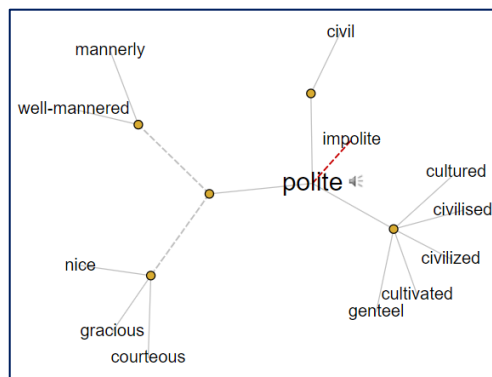 civil
mannerly
well-mannered
impolite
polite
cultured
civilised
civilized
cultivated
genteel
nice
gracious
courteous